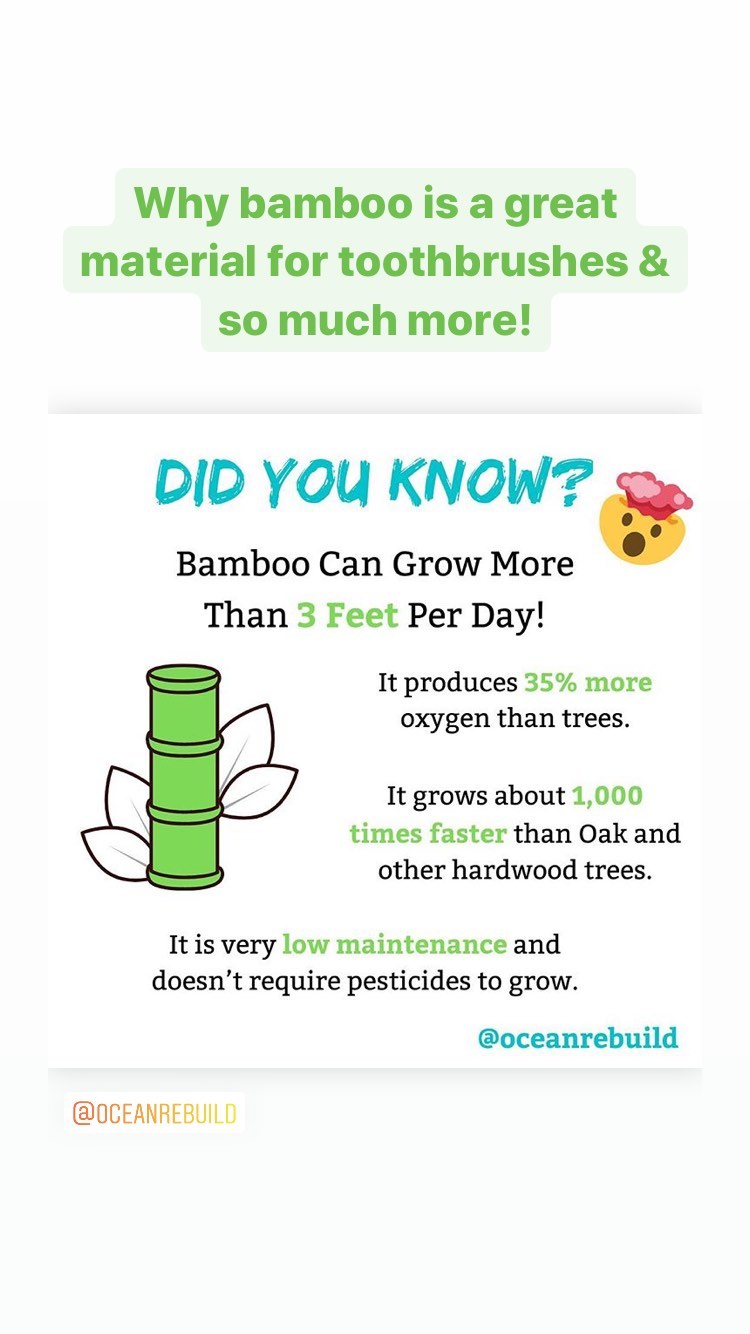 Why bamboo is a great
material for toothbrushes &
so much more!
DID YOU KNOW?
Bamboo Can Grow More
Than 3 Feet Per Day!
It produces 35% more
oxygen than trees.
It grows about 1,000
times faster than Oak and
other hardwood trees.
It is very low maintenance and
doesn’t require pesticides to grow.
@oceanrebuild
@OCEANREBUILD